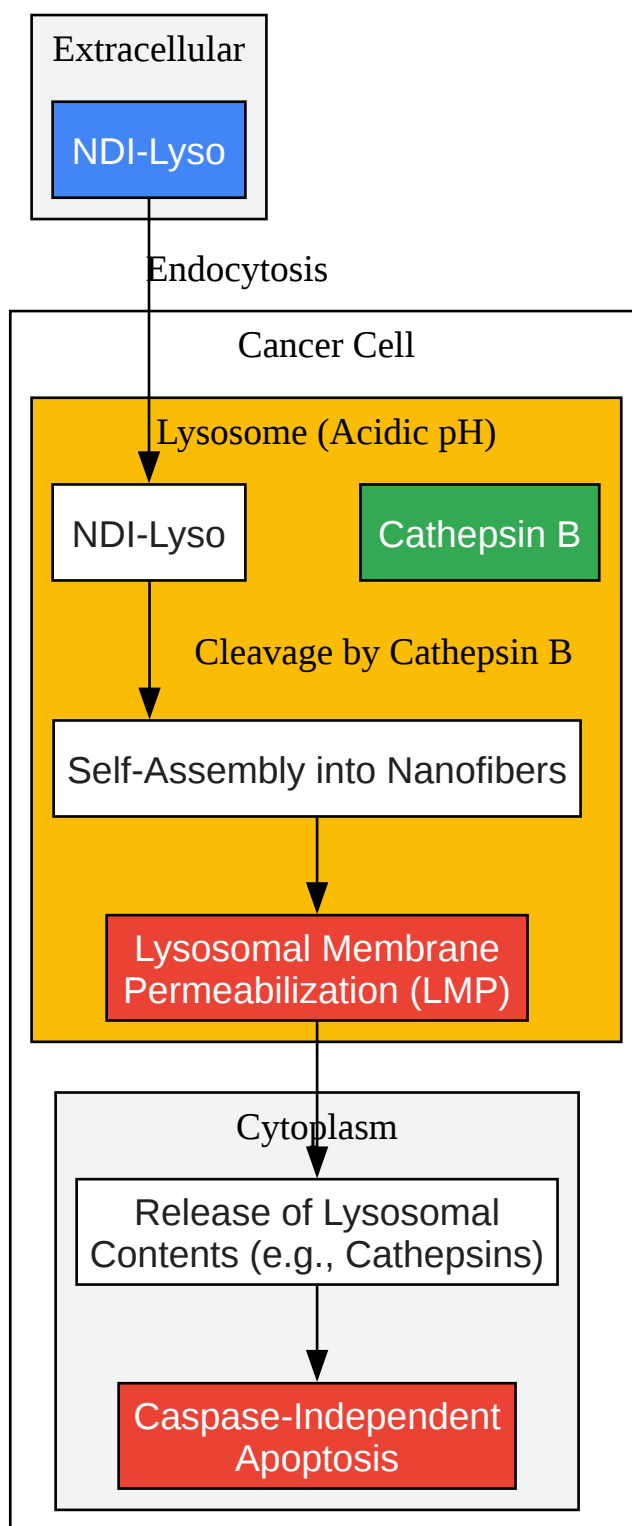 Extracellular
NDI-Lyso
Endocytosis
Cancer Cell
Lysosome (Acidic pH)
NDI-Lyso
Cathepsin B
Cleavage by Cathepsin B
Self-Assembly into Nanofibers
Lysosomal Membrane
Permeabilization (LMP)
Cytoplasm
Release of Lysosomal
Contents (e.g., Cathepsins)
Caspase-Independent
Apoptosis